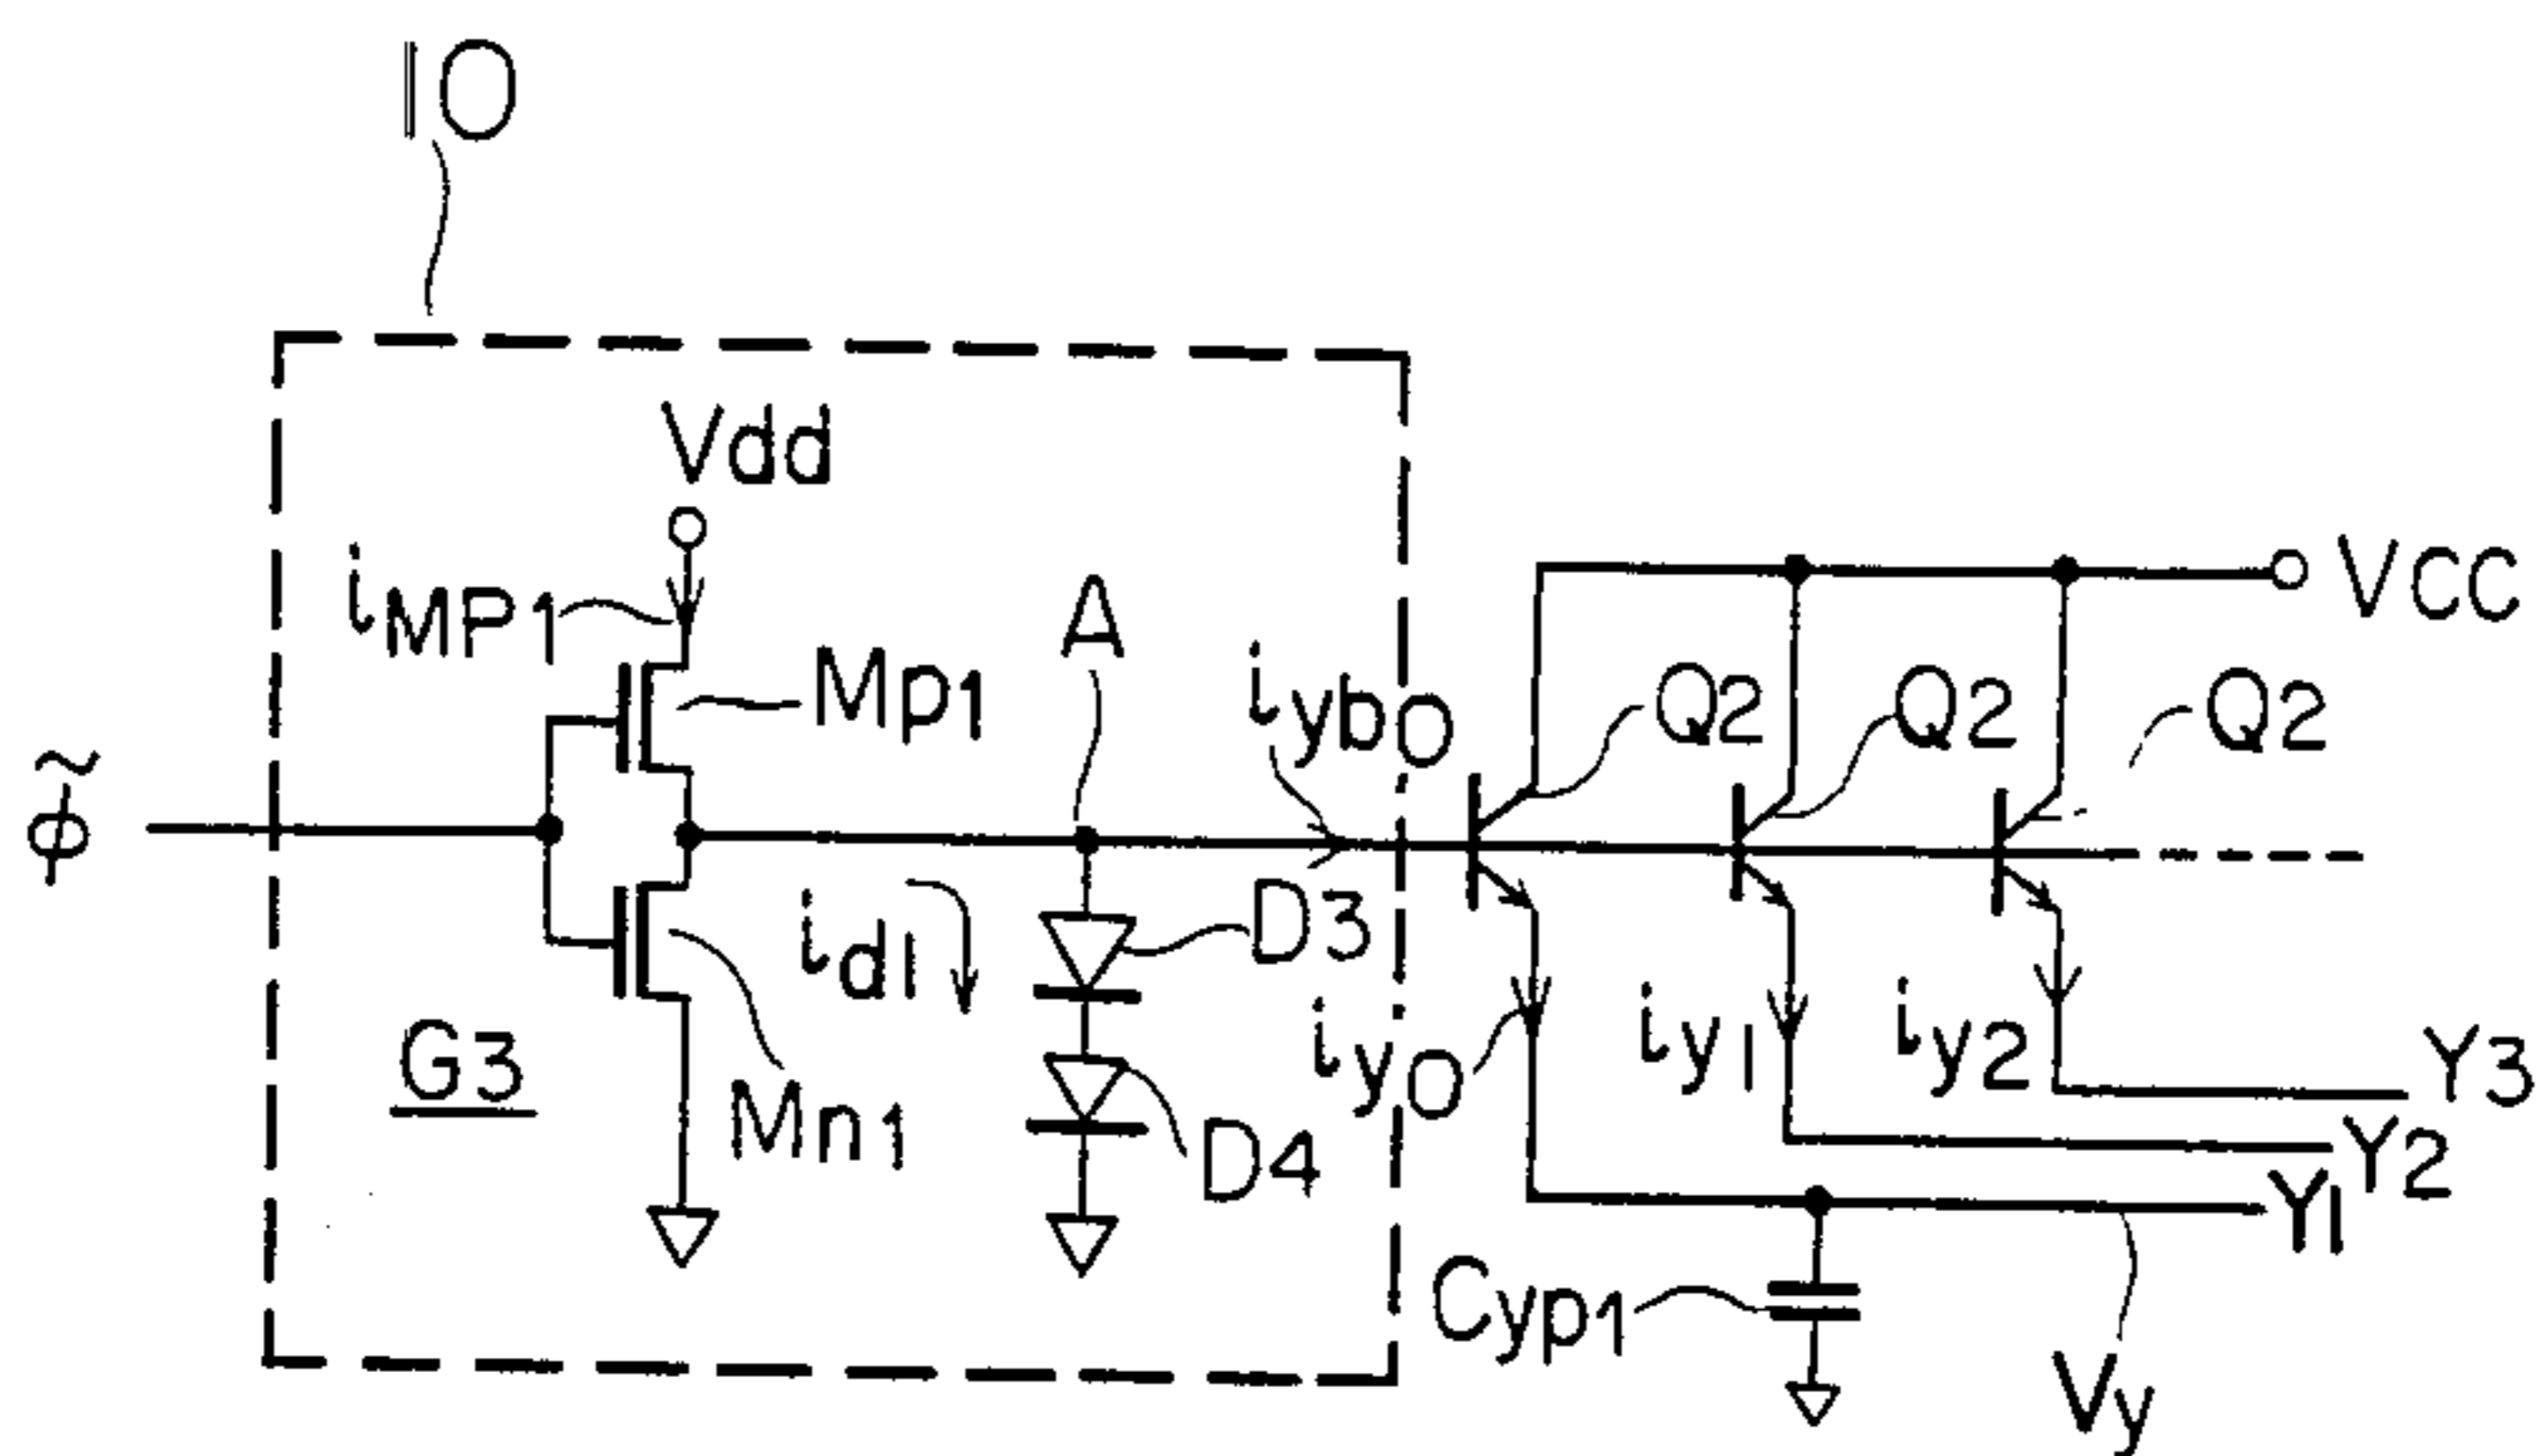 10
Vdd
iMP1
Mp1
A
iyb0
VCC
Q2
Q2
Q2
φ̃
id1
D3
G3
Mn1
iy0
iy1
iy2
D4
Y3
Y2
Y1
Cyp1
Vy